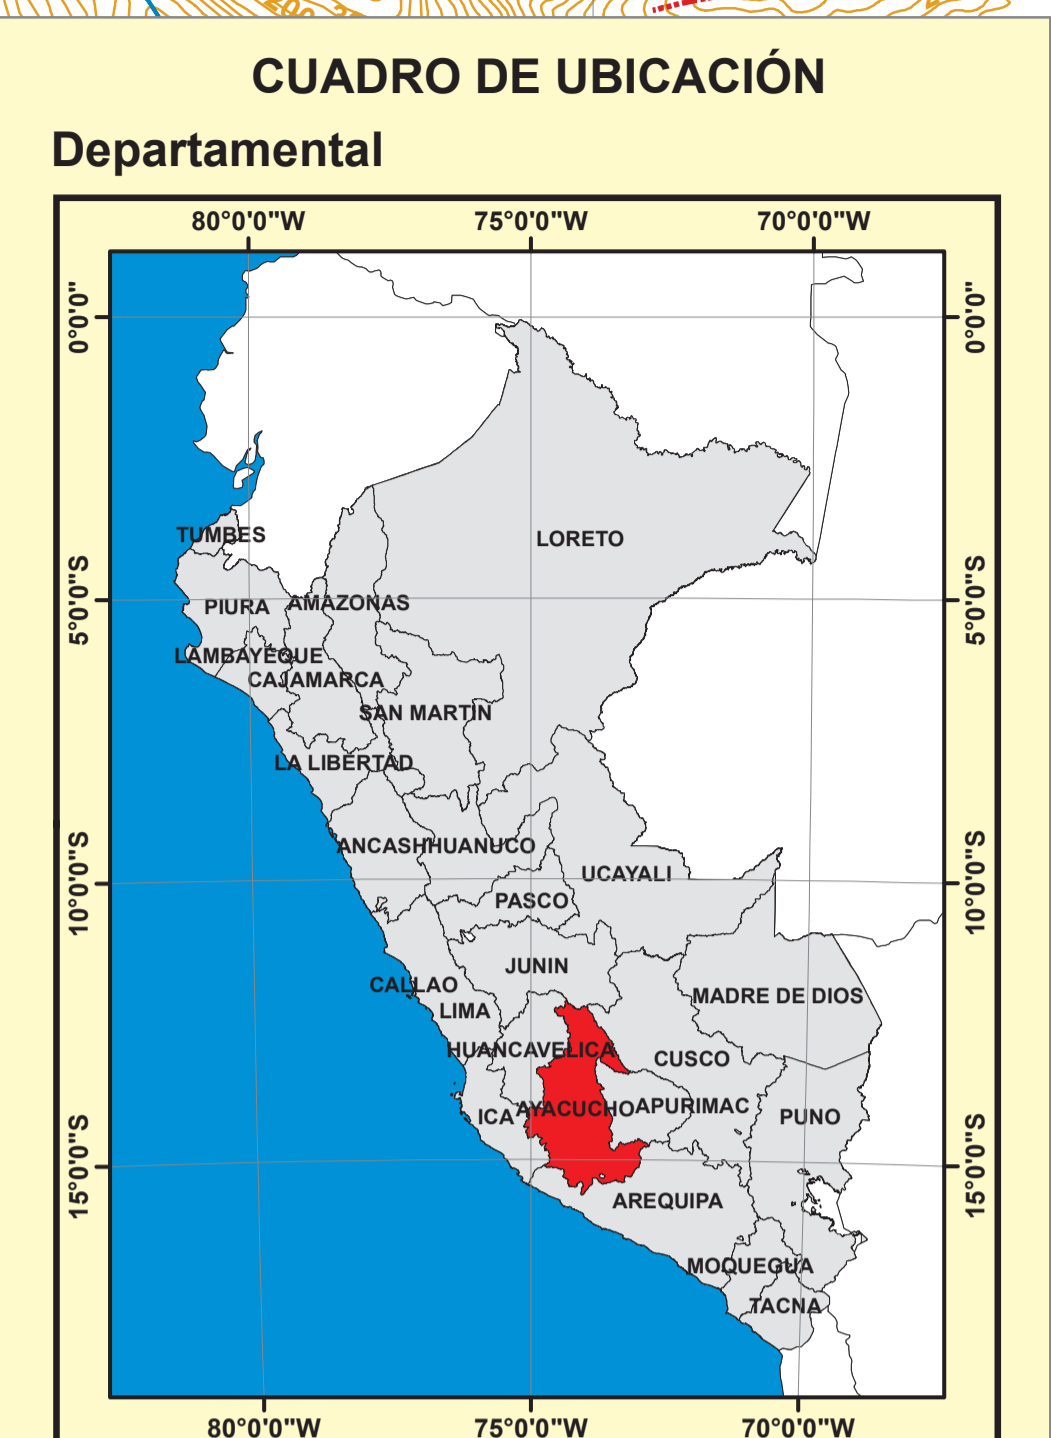 CUADRO DE UBICACIÓN
Departamental
80°0'0"W 75°0'0"W 70°0'0"W
0°0'0" 0°0'0"
LORETO
TUMBES
5°0'0"S 5°0'0"S
PIURA AMAZONAS
LAMBAYEQUE
CAJAMARCA
SAN MARTIN
LA LIBERTAD
ANCASH HUANUCO
UCAYALI
10°0'0"S 10°0'0"S
PASCO
JUNIN
CALLAO
MADRE DE DIOS
LIMA
HUANCAVELICA
CUSCO
ICA AYACUCHO APURIMAC PUNO
15°0'0"S 15°0'0"S
AREQUIPA
MOQUEGUA
TACNA
80°0'0"W 75°0'0"W 70°0'0"W